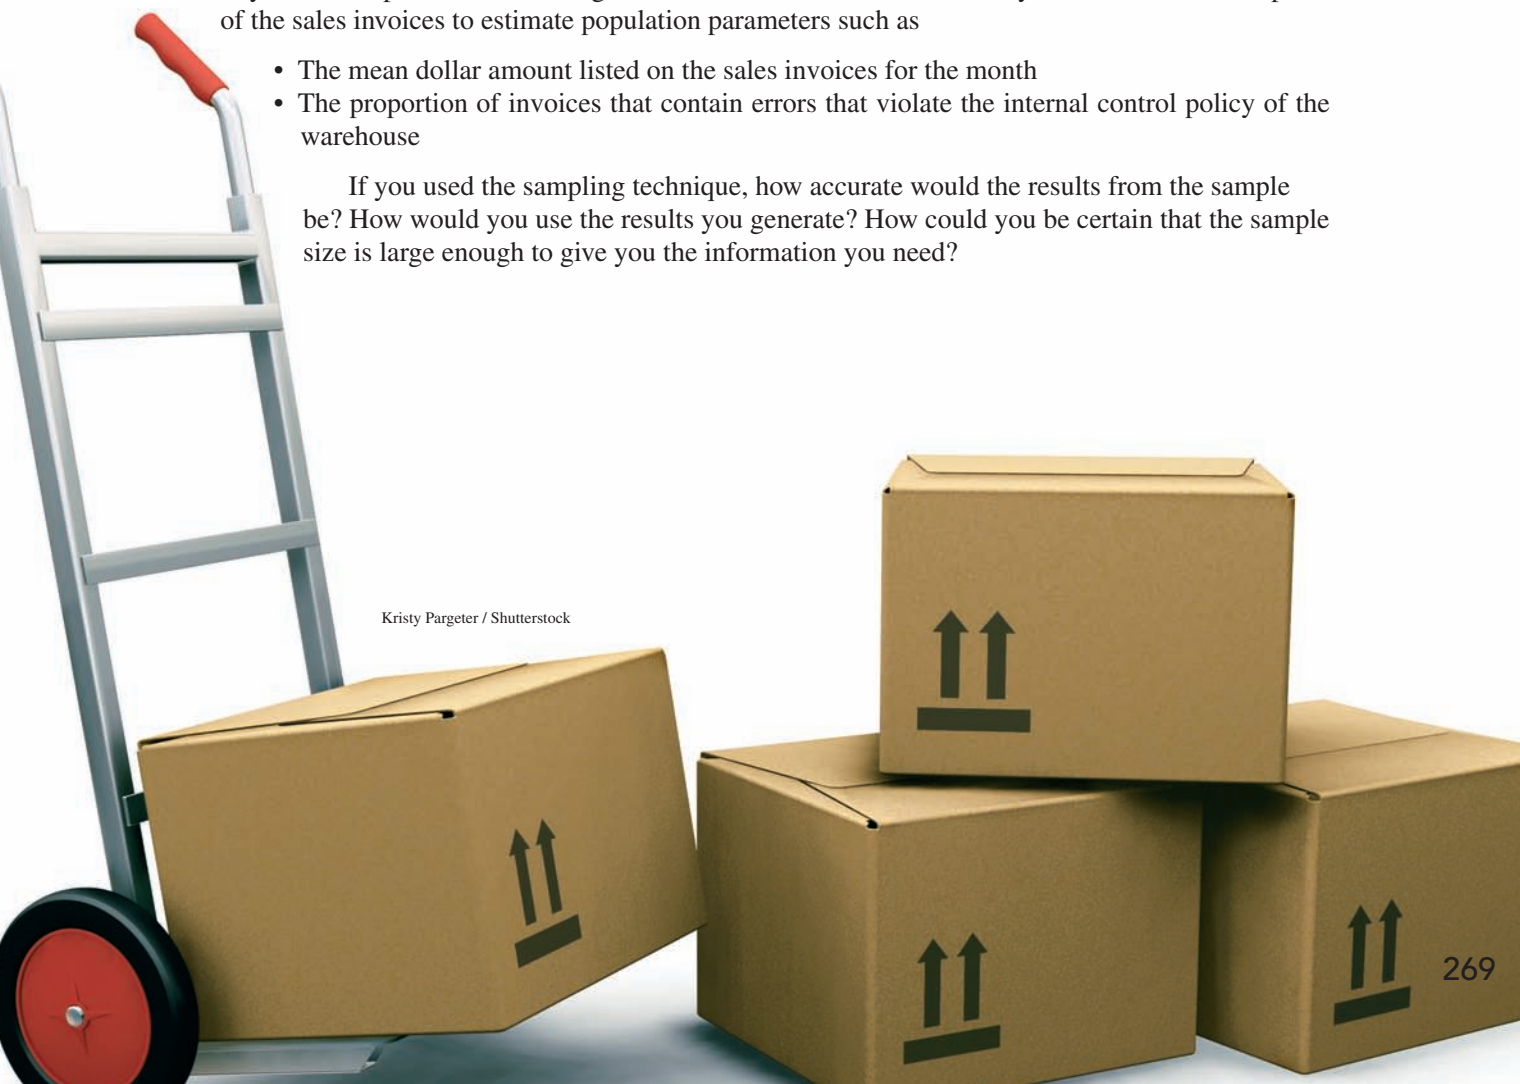 of the sales invoices to estimate population parameters such as
• The mean dollar amount listed on the sales invoices for the month
• The proportion of invoices that contain errors that violate the internal control policy of the
warehouse
If you used the sampling technique, how accurate would the results from the sample
be? How would you use the results you generate? How could you be certain that the sample
size is large enough to give you the information you need?
Kristy Pargeter / Shutterstock
269